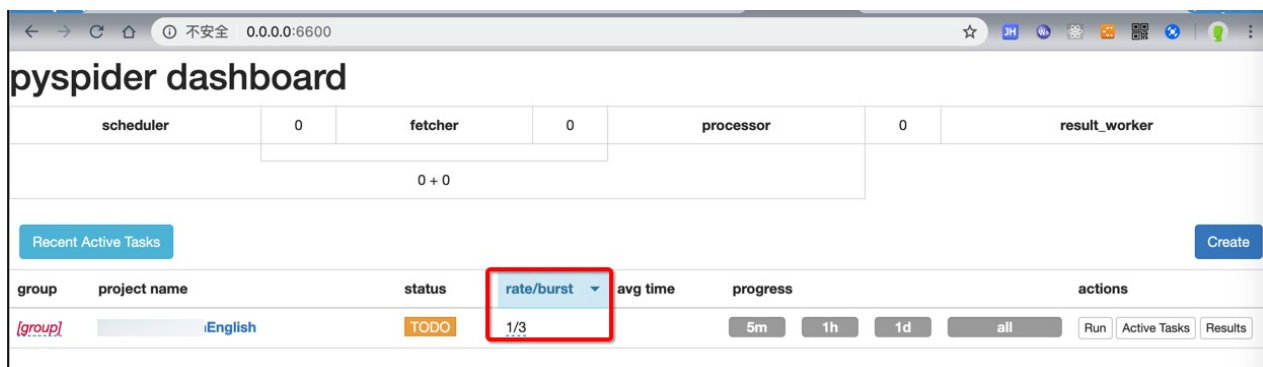 不安全 0.0.0.0:6600
JH
pyspider dashboard
scheduler 0 fetcher 0 processor 0 result_worker
0 + 0
Recent Active Tasks Create
group project name status rate/burst avg time progress actions
[group] English TODO 1/3 5m 1h 1d all Run Active Tasks Results